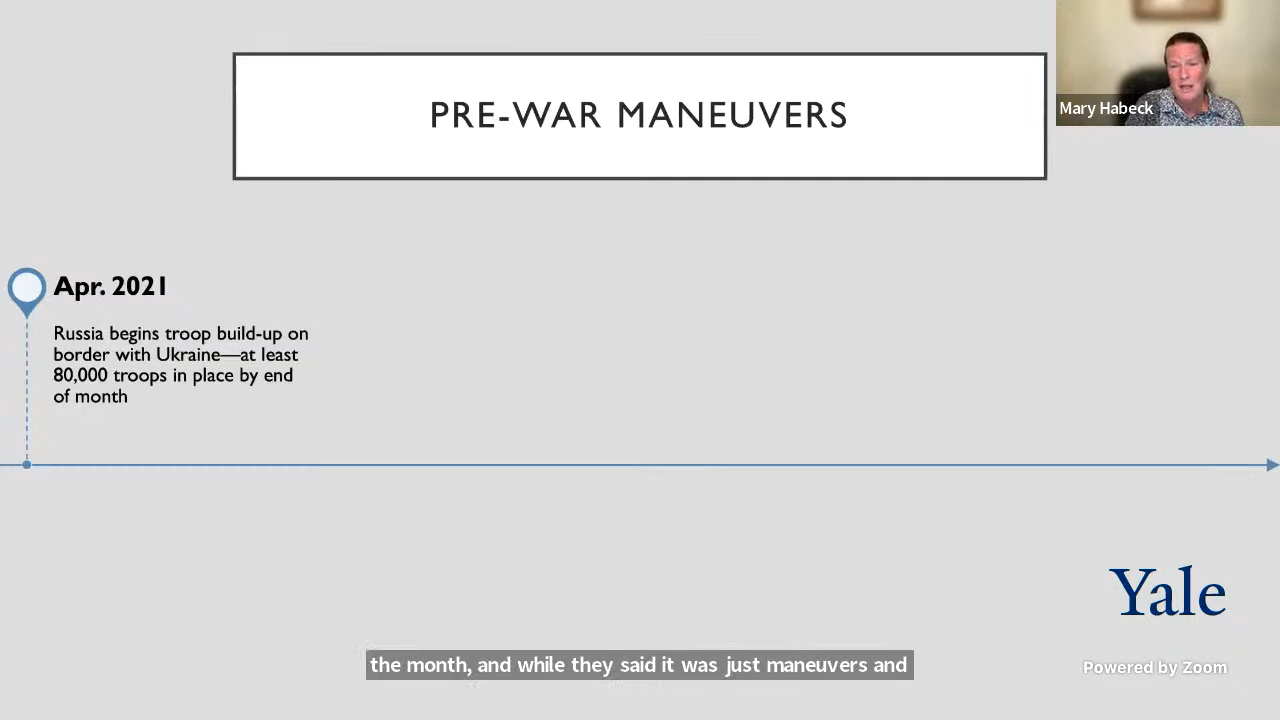 PRE-WAR MANEUVERS
Mary Habeck
Apr. 2021
Russia begins troop build-up on
border with Ukraine—at least
80,000 troops in place by end
of month
Yale
the month, and while they said it was just maneuvers and
Powered by Zoom